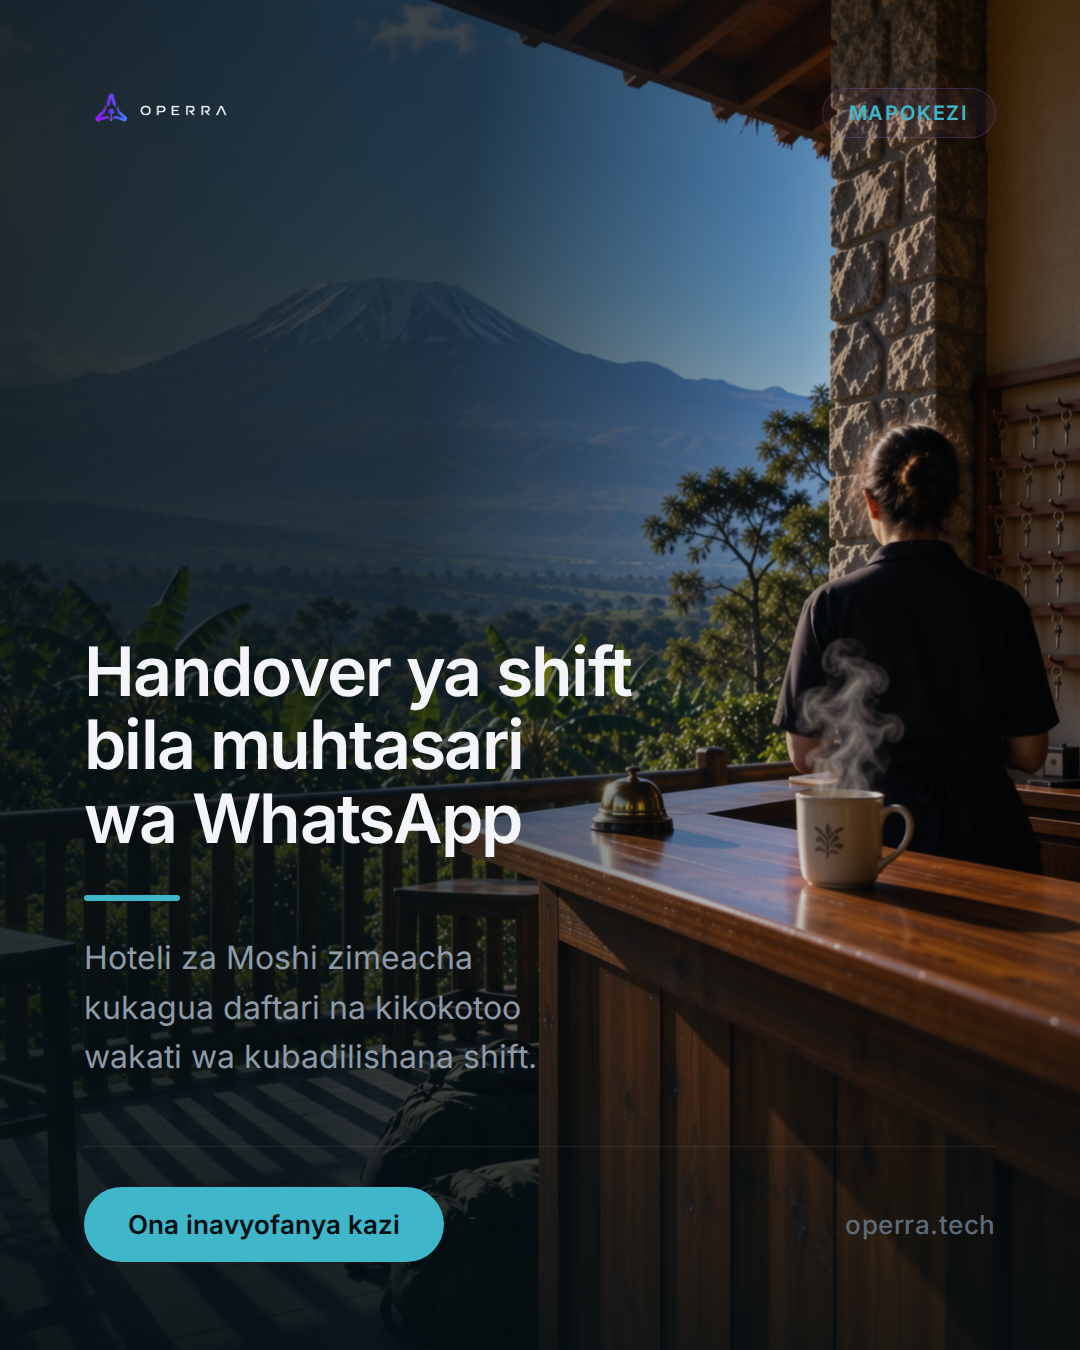 OPERRA
MAPOKEZI
Handover ya shift
bila muhtasari
wa WhatsApp
Hoteli za Moshi zimeacha
kukagua daftari na kikokotoo
wakati wa kubadilishana shift.
Ona inavyofanya kazi
operra.tech